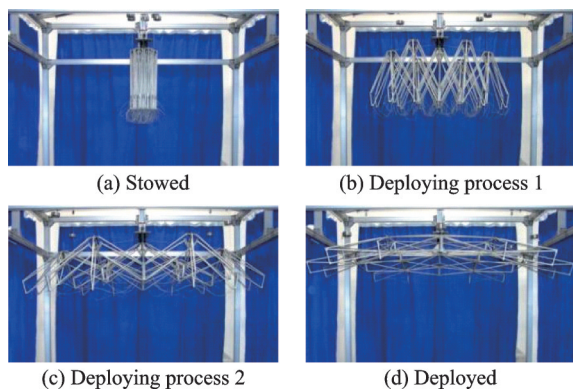 (a) Stowed
(b) Deploying process 1
(c) Deploying process 2
(d) Deployed